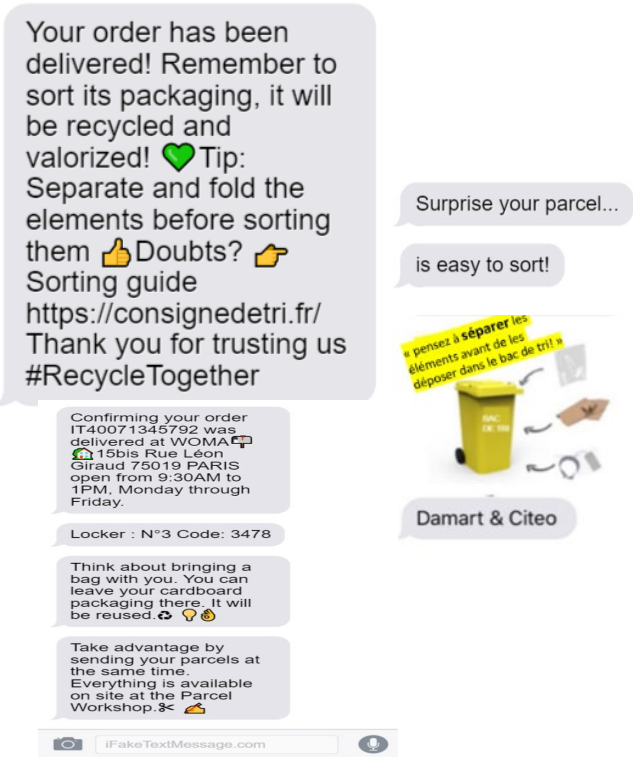 Your order has been
delivered! Remember to
sort its packaging, it will
be recycled and
valorized! 💚Tip:
Separate and fold the
elements before sorting
them 👍Doubts? 👉
Sorting guide
https://consignedetri.fr/
Thank you for trusting us
#RecycleTogether
Surprise your parcel...
is easy to sort!
« pensez à séparer les
éléments avant de les
déposer dans le bac de tri! »
BAC
DE TRI
Damart & Citeo
Confirming your order
IT40071345792 was
delivered at WOMA📬
🏡15bis Rue Léon
Giraud 75019 PARIS
open from 9:30AM to
1PM, Monday through
Friday.
Locker : N°3 Code: 3478
Think about bringing a
bag with you. You can
leave your cardboard
packaging there. It will
be reused.♻ 💡👌
Take advantage by
sending your parcels at
the same time.
Everything is available
on site at the Parcel
Workshop.✂ ✍
iFakeTextMessage.com